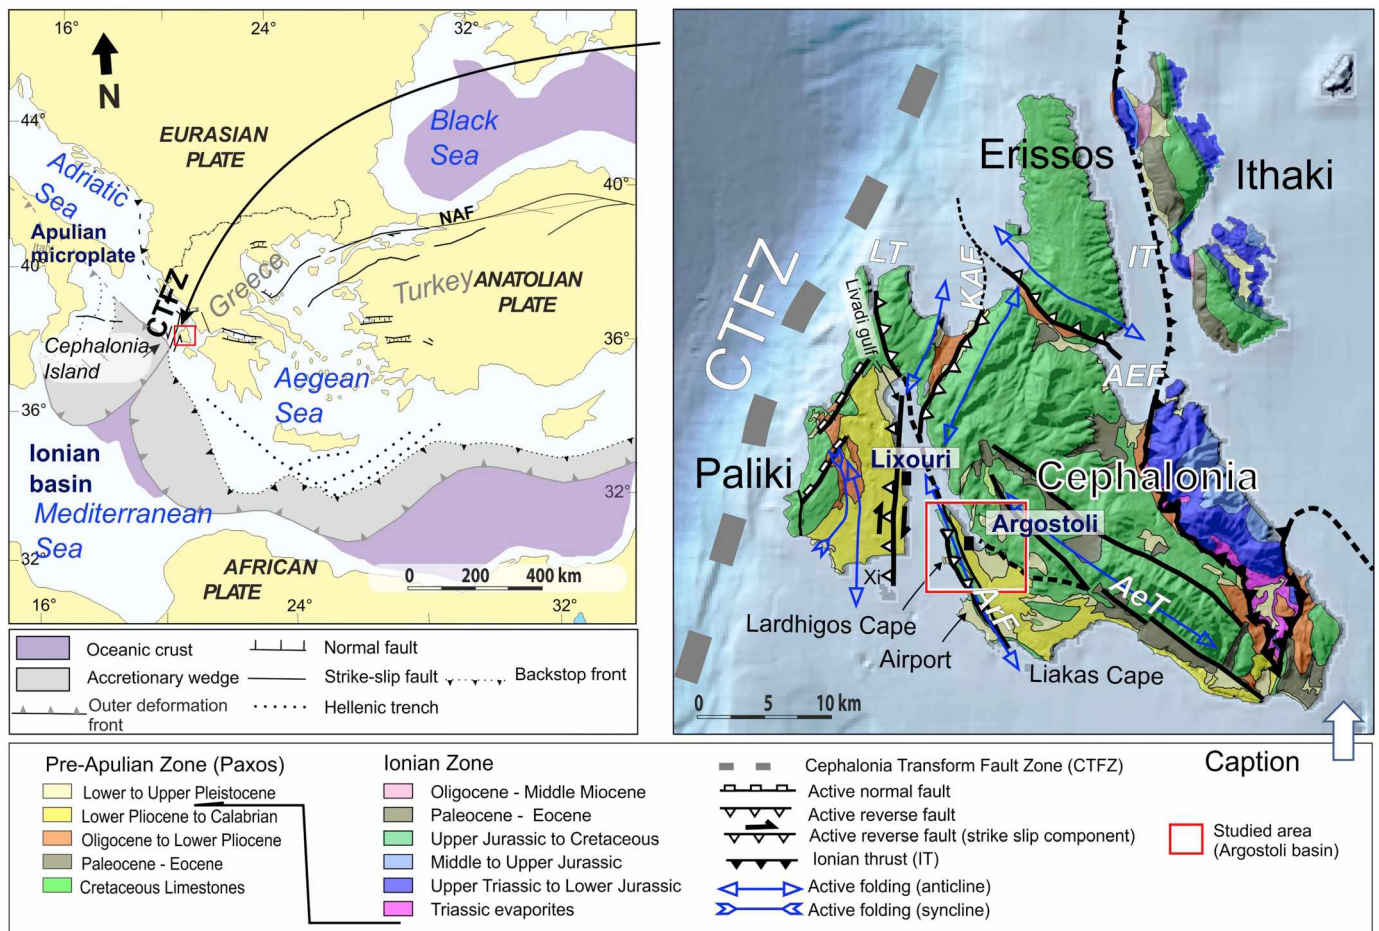 16°
24°
32°
N
44°
EURASIAN
PLATE
Black
Sea
Adriatic
Sea
40°
NAF
Apulian
microplate
Italy
40°
CTFZ
Greece
Turkey
ANATOLIAN
PLATE
Cephalonia
Island
36°
Aegean
Sea
36°
Ionian
basin
Mediterranean
Sea
32°
32°
AFRICAN
PLATE
0 200 400 km
16°
24°
32°
Oceanic crust
Normal fault
Accretionary wedge
Strike-slip fault
Backstop front
Outer deformation
front
Hellenic trench
Erissos
Ithaki
CTFZ
LT
KAF
IT
Livadi gulf
AEF
Paliki
Lixouri
Cephalonia
Argostoli
Xi
ArF
AeT
Lardhigos Cape
Airport
Liakas Cape
0 5 10 km
Pre-Apulian Zone (Paxos)
Lower to Upper Pleistocene
Lower Pliocene to Calabrian
Oligocene to Lower Pliocene
Paleocene - Eocene
Cretaceous Limestones
Ionian Zone
Oligocene - Middle Miocene
Paleocene - Eocene
Upper Jurassic to Cretaceous
Middle to Upper Jurassic
Upper Triassic to Lower Jurassic
Triassic evaporites
Cephalonia Transform Fault Zone (CTFZ)
Active normal fault
Active reverse fault
Active reverse fault (strike slip component)
Ionian thrust (IT)
Active folding (anticline)
Active folding (syncline)
Caption
Studied area
(Argostoli basin)